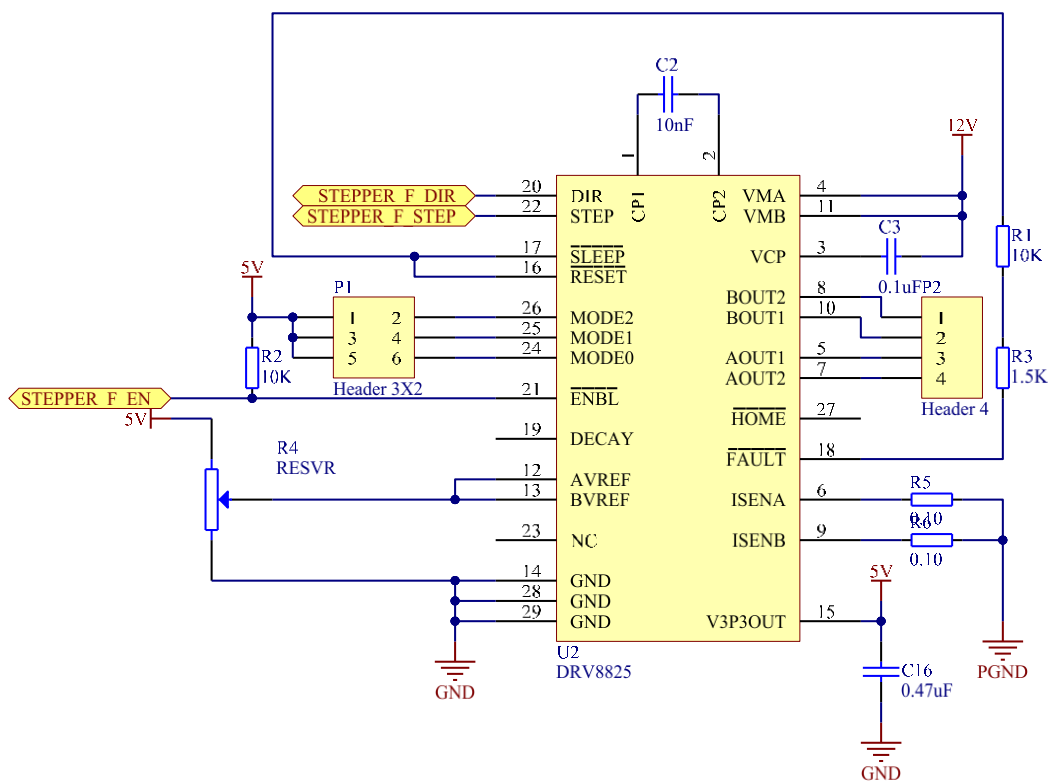 C2
10nF
1
2
CP1
CP2
12V
STEPPER_F_DIR
20
DIR
VMA
4
STEPPER_F_STEP
22
STEP
VMB
11
17
SLEEP
VCP
3
C3
0.1uF
R1
10K
16
RESET
5V
P1
P2
BOUT2
8
1 2
26
MODE2
BOUT1
10
1
3 4
25
MODE1
2
5 6
24
MODE0
AOUT1
5
3
R2
10K
Header 3X2
AOUT2
7
4
R3
1.5K
Header 4
STEPPER_F_EN
21
ENBL
HOME
27
5V
19
DECAY
FAULT
18
R4
RESVR
12
AVREF
13
BVREF
ISENA
6
R5
0.10
23
NC
ISENB
9
R6
0.10
14
GND
28
GND
29
GND
V3P3OUT
15
5V
U2
DRV8825
GND
C16
0.47uF
PGND
GND